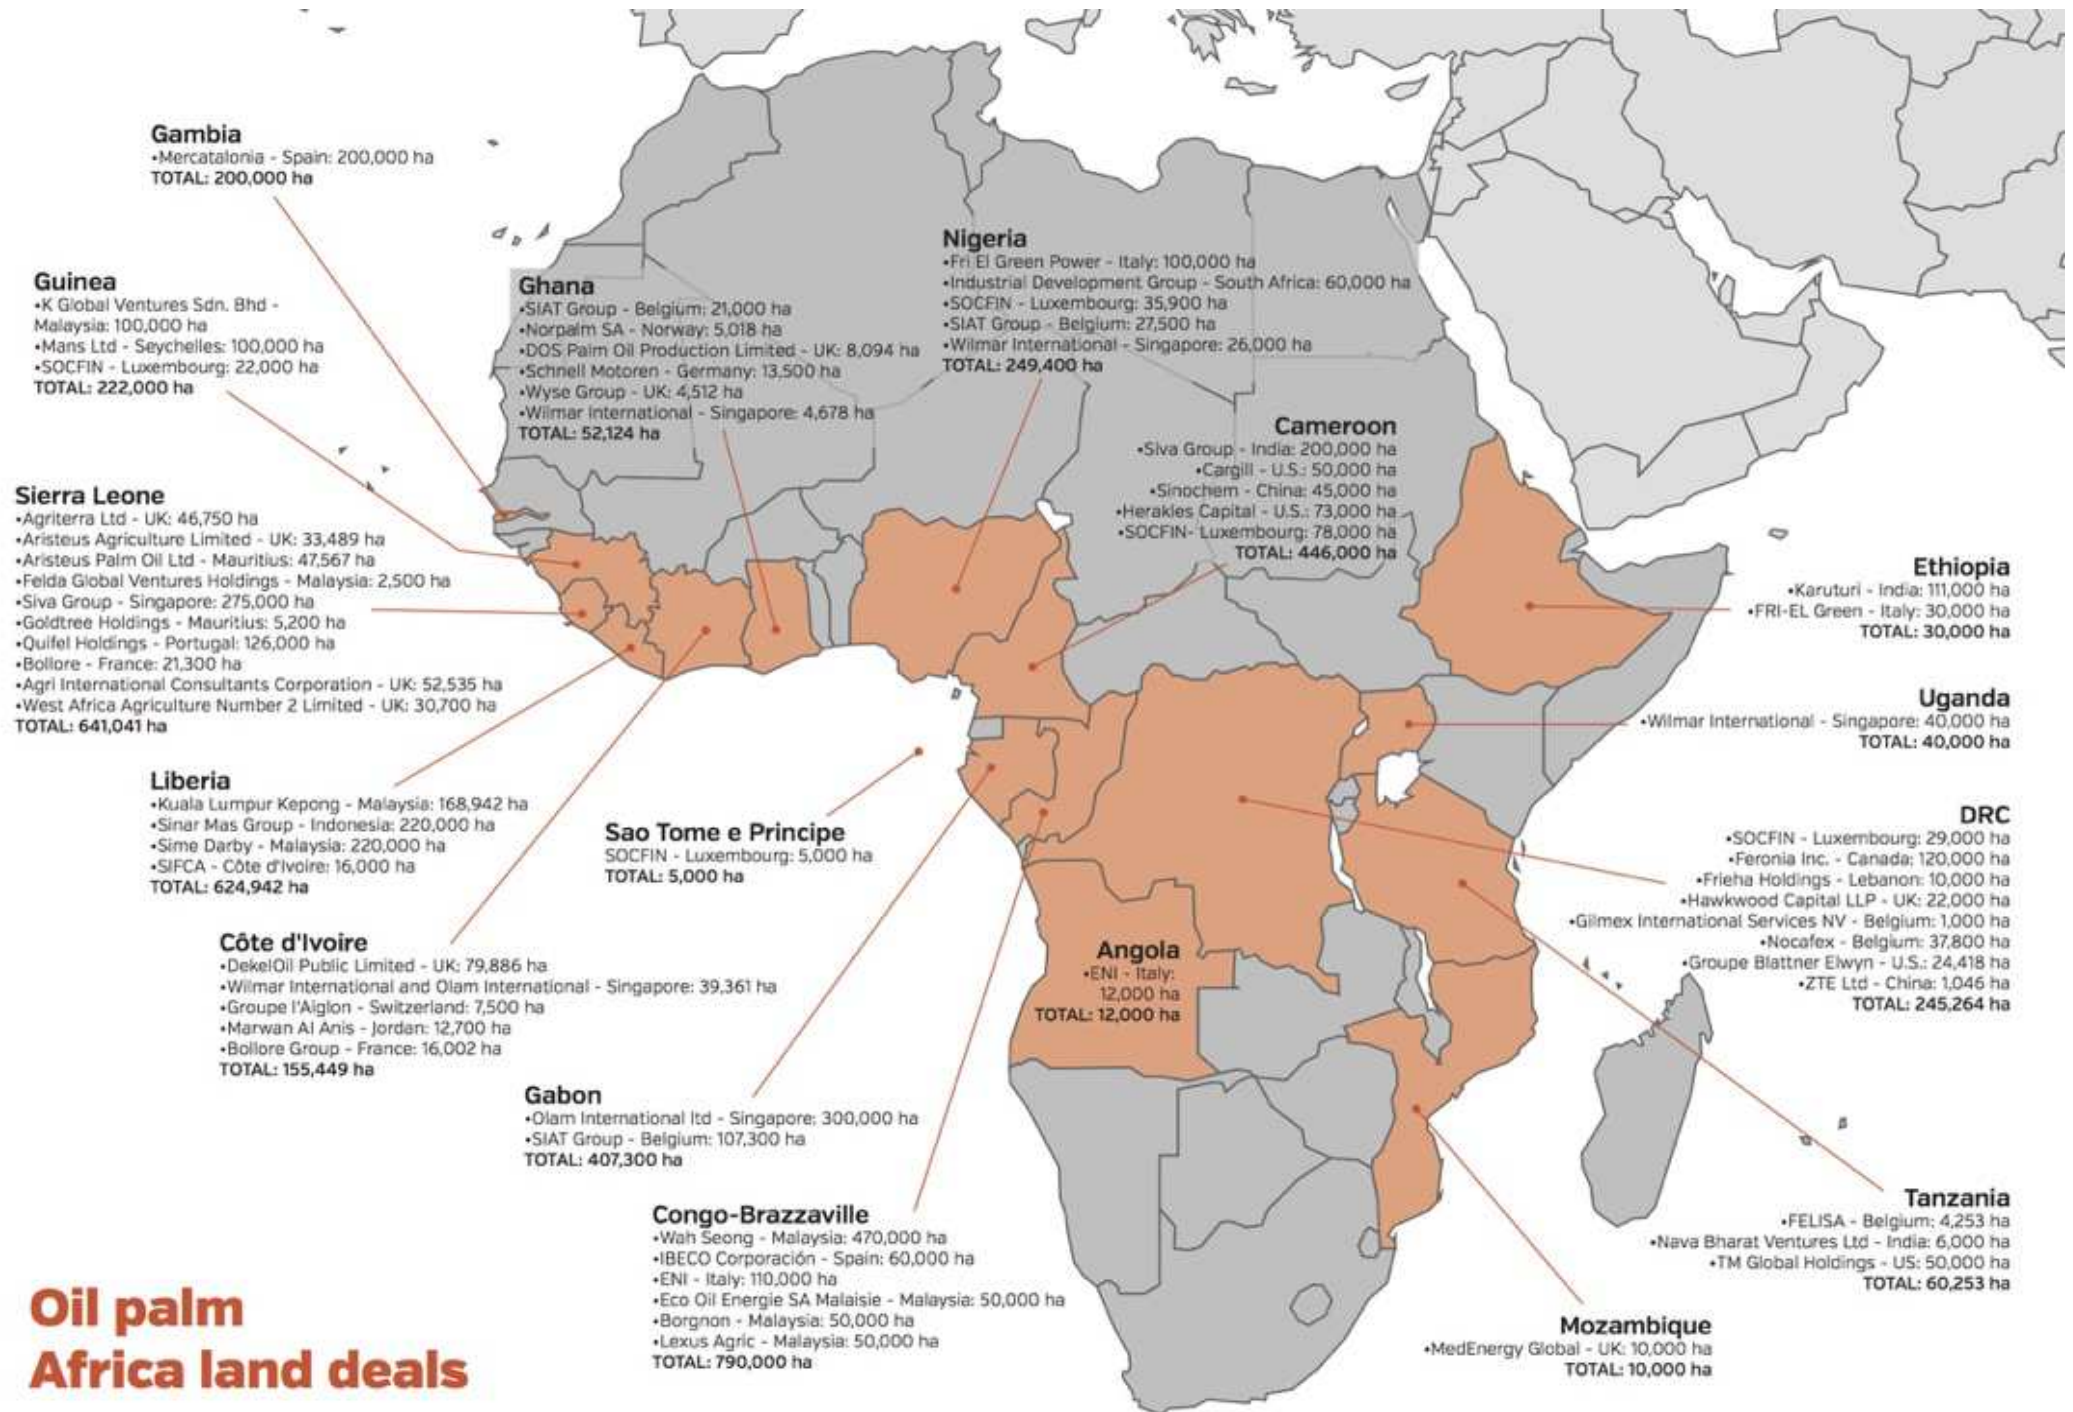 Gambia
•Mercatalonia - Spain: 200,000 ha
TOTAL: 200,000 ha
Guinea
•K Global Ventures Sdn. Bhd -
Malaysia: 100,000 ha
•Mans Ltd - Seychelles: 100,000 ha
•SOCFIN - Luxembourg: 22,000 ha
TOTAL: 222,000 ha
Ghana
•SIAT Group - Belgium: 21,000 ha
•Norpalm SA - Norway: 5,018 ha
•DOS Palm Oil Production Limited - UK: 8,094 ha
•Schnell Motoren - Germany: 13,500 ha
•Wyse Group - UK: 4,512 ha
•Wilmar International - Singapore: 4,678 ha
TOTAL: 52,124 ha
Nigeria
•Fri El Green Power - Italy: 100,000 ha
•Industrial Development Group - South Africa: 60,000 ha
•SOCFIN - Luxembourg: 35,900 ha
•SIAT Group - Belgium: 27,500 ha
•Wilmar International - Singapore: 26,000 ha
TOTAL: 249,400 ha
Cameroon
•Siva Group - India: 200,000 ha
•Cargill - U.S.: 50,000 ha
•Sinochem - China: 45,000 ha
•Herakles Capital - U.S.: 73,000 ha
•SOCFIN- Luxembourg: 78,000 ha
TOTAL: 446,000 ha
Sierra Leone
•Agriterra Ltd - UK: 46,750 ha
•Aristeus Agriculture Limited - UK: 33,489 ha
•Aristeus Palm Oil Ltd - Mauritius: 47,567 ha
•Felda Global Ventures Holdings - Malaysia: 2,500 ha
•Siva Group - Singapore: 275,000 ha
•Goldtree Holdings - Mauritius: 5,200 ha
•Quifel Holdings - Portugal: 126,000 ha
•Bollore - France: 21,300 ha
•Agri International Consultants Corporation - UK: 52,535 ha
•West Africa Agriculture Number 2 Limited - UK: 30,700 ha
TOTAL: 641,041 ha
Ethiopia
•Karuturi - India: 111,000 ha
•FRI-EL Green - Italy: 30,000 ha
TOTAL: 30,000 ha
Uganda
•Wilmar International - Singapore: 40,000 ha
TOTAL: 40,000 ha
Liberia
•Kuala Lumpur Kepong - Malaysia: 168,942 ha
•Sinar Mas Group - Indonesia: 220,000 ha
•Sime Darby - Malaysia: 220,000 ha
•SIFCA - Côte d'Ivoire: 16,000 ha
TOTAL: 624,942 ha
Sao Tome e Principe
SOCFIN - Luxembourg: 5,000 ha
TOTAL: 5,000 ha
DRC
•SOCFIN - Luxembourg: 29,000 ha
•Feronia Inc. - Canada: 120,000 ha
•Frieha Holdings - Lebanon: 10,000 ha
•Hawkwood Capital LLP - UK: 22,000 ha
•Gilmex International Services NV - Belgium: 1,000 ha
•Nocafex - Belgium: 37,800 ha
•Groupe Blattner Elwyn - U.S.: 24,418 ha
•ZTE Ltd - China: 1,046 ha
TOTAL: 245,264 ha
Côte d'Ivoire
•DekelOil Public Limited - UK: 79,886 ha
•Wilmar International and Olam International - Singapore: 39,361 ha
•Groupe l'Aiglon - Switzerland: 7,500 ha
•Marwan Al Anis - Jordan: 12,700 ha
•Bollore Group - France: 16,002 ha
TOTAL: 155,449 ha
Angola
•ENI - Italy:
12,000 ha
TOTAL: 12,000 ha
Gabon
•Olam International ltd - Singapore: 300,000 ha
•SIAT Group - Belgium: 107,300 ha
TOTAL: 407,300 ha
Congo-Brazzaville
•Wah Seong - Malaysia: 470,000 ha
•IBECO Corporación - Spain: 60,000 ha
•ENI - Italy: 110,000 ha
•Eco Oil Energie SA Malaisie - Malaysia: 50,000 ha
•Borgnon - Malaysia: 50,000 ha
•Lexus Agric - Malaysia: 50,000 ha
TOTAL: 790,000 ha
Tanzania
•FELISA - Belgium: 4,253 ha
•Nava Bharat Ventures Ltd - India: 6,000 ha
•TM Global Holdings - US: 50,000 ha
TOTAL: 60,253 ha
Mozambique
•MedEnergy Global - UK: 10,000 ha
TOTAL: 10,000 ha
Oil palm
Africa land deals